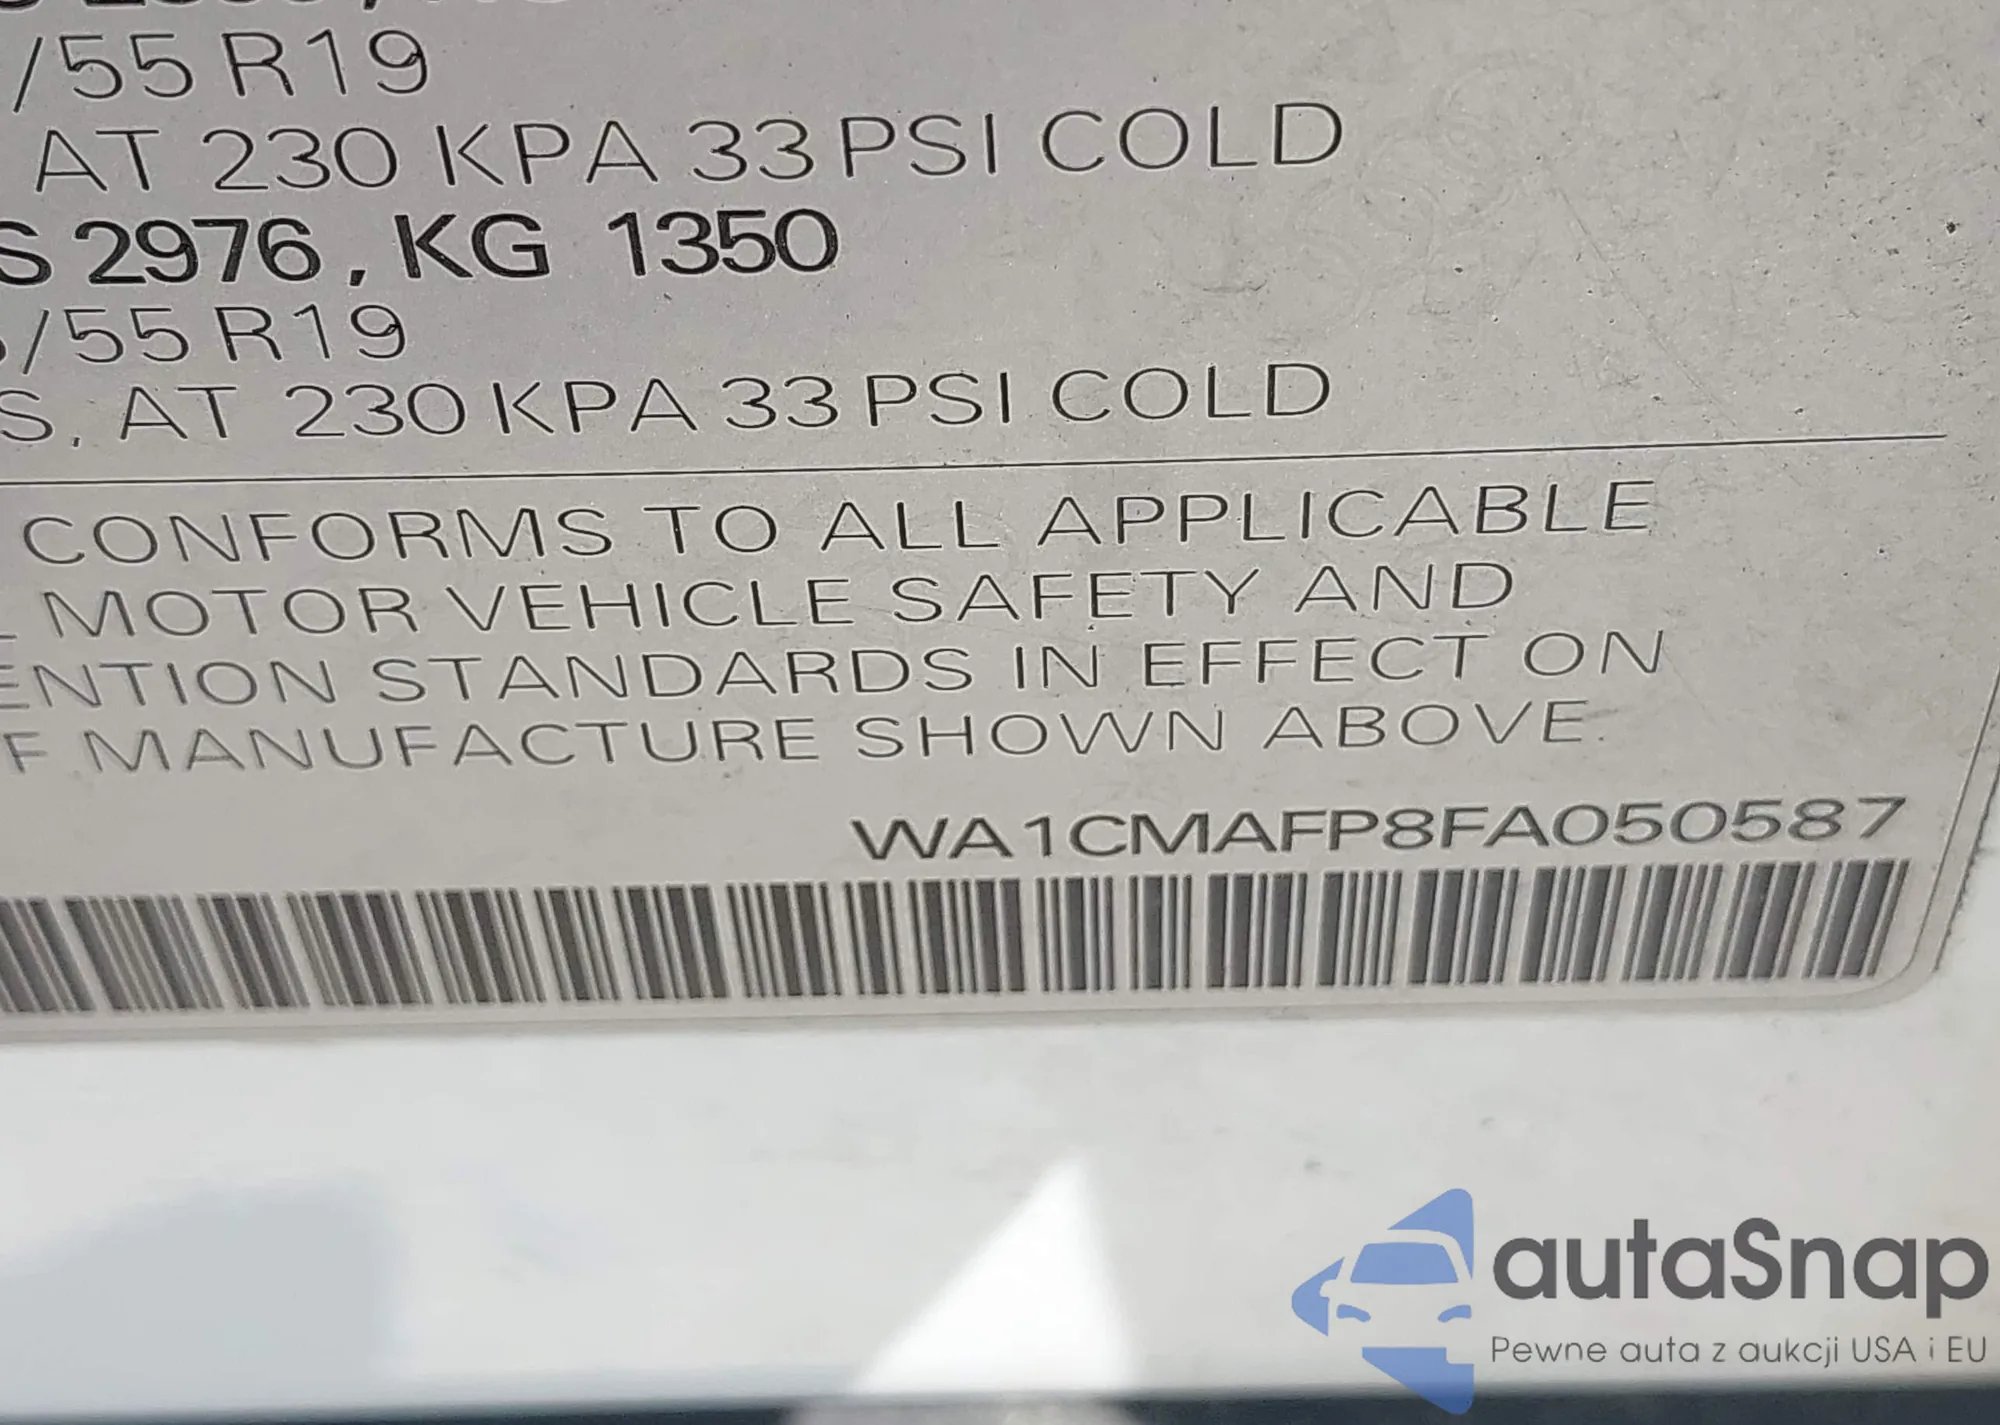 /55 R19
AT 230 KPA 33 PSI COLD
S 2976, KG 1350
/55 R19
S, AT 230 KPA 33 PSI COLD
CONFORMS TO ALL APPLICABLE
MOTOR VEHICLE SAFETY AND
ENTION STANDARDS IN EFFECT ON
F MANUFACTURE SHOWN ABOVE.
WA1CMAFP8FA050587
autaSnap
Pewne auta z aukcji USA i EU